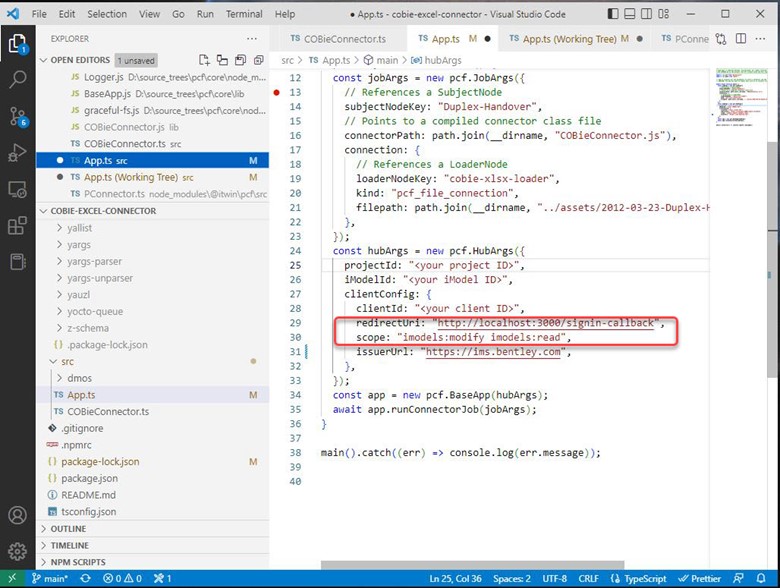 File Edit Selection View Go Run Terminal Help
● App.ts - cobie-excel-connector - Visual Studio Code
EXPLORER ···
OPEN EDITORS 1 unsaved
JS Logger.js D:\source_trees\pcf\core\node_m...
JS BaseApp.js D:\source_trees\pcf\core\lib
JS graceful-fs.js D:\source_trees\pcf\core\nod...
JS COBieConnector.js lib
TS COBieConnector.ts src
● TS App.ts src M
● TS App.ts (Working Tree) src M
TS PConnector.ts node_modules\@itwin\pcf\src
COBIE-EXCEL-CONNECTOR
yallist
yargs
yargs-parser
yargs-unparser
yauzl
yocto-queue
z-schema
{} .package-lock.json
src
dmos
TS App.ts M
TS COBieConnector.ts
.gitignore
.npmrc
{} package-lock.json M
{} package.json
README.md
tsconfig.json
OUTLINE
TIMELINE
NPM SCRIPTS
TS COBieConnector.ts TS App.ts M ● TS App.ts (Working Tree) M ● TS PConne
src > TS App.ts > main > hubArgs
12 const jobArgs = new pcf.JobArgs({
13 // References a SubjectNode
14 subjectNodeKey: "Duplex-Handover",
15 // Points to a compiled connector class file
16 connectorPath: path.join(__dirname, "COBieConnector.js"),
17 connection: {
18 // References a LoaderNode
19 loaderNodeKey: "cobie-xlsx-loader",
20 kind: "pcf_file_connection",
21 filepath: path.join(__dirname, "../assets/2012-03-23-Duplex-H
22 },
23 });
24 const hubArgs = new pcf.HubArgs({
25 projectId: "<your project ID>",
26 iModelId: "<your iModel ID>",
27 clientConfig: {
28 clientId: "<your client ID>",
29 redirectUri: "http://localhost:3000/signin-callback",
30 scope: "imodels:modify imodels:read",
31 issuerUrl: "https://ims.bentley.com",
32 },
33 });
34 const app = new pcf.BaseApp(hubArgs);
35 await app.runConnectorJob(jobArgs);
36 }
37
38 main().catch((err) => console.log(err.message));
39
40
main* 0 0 1 Ln 25, Col 36 Spaces: 2 UTF-8 CRLF TypeScript Prettier